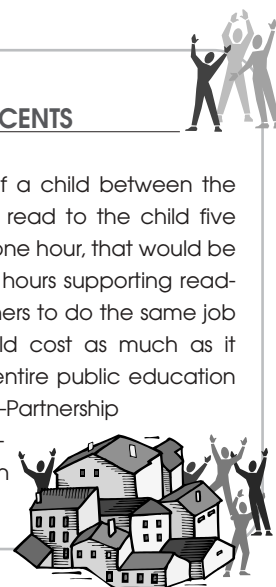 CENTS
f a child between the
read to the child five
one hour, that would be
hours supporting read-
ners to do the same job
ld cost as much as it
entire public education
-Partnership
-
n